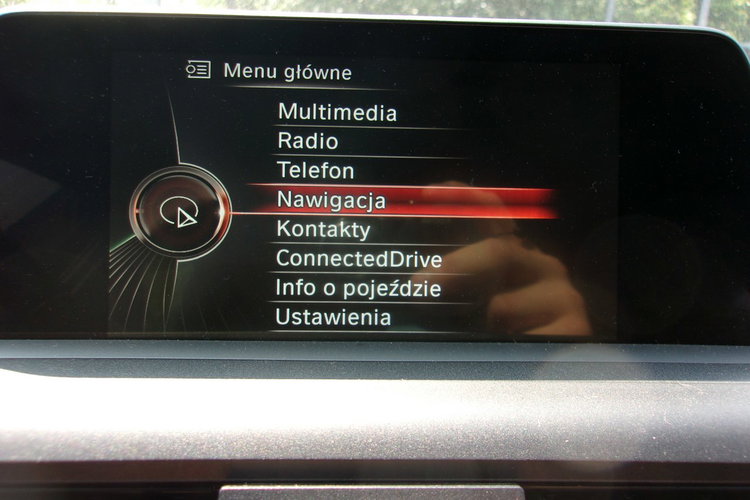 Menu główne
Multimedia
Radio
Telefon
Nawigacja
Kontakty
ConnectedDrive
Info o pojeździe
Ustawienia